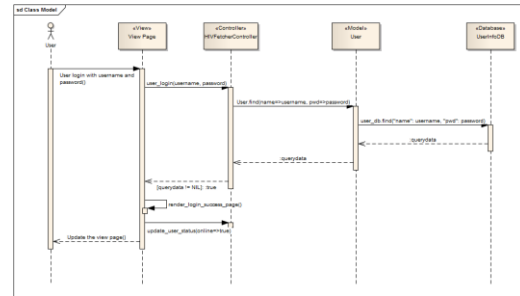 sd Class Model
User
«View»
View Page
«Controller»
HIVFetcherController
«Model»
User
«Database»
UserInfoDB
User login with username and
password()
user_login(username, password)
User.find(name=>username, pwd=>password)
user_db.find("name": username, "pwd": password)
:querydata
:querydata
[querydata != NIL] :true
render_login_success_page()
update_user_status(online=>true)
Update the view page()